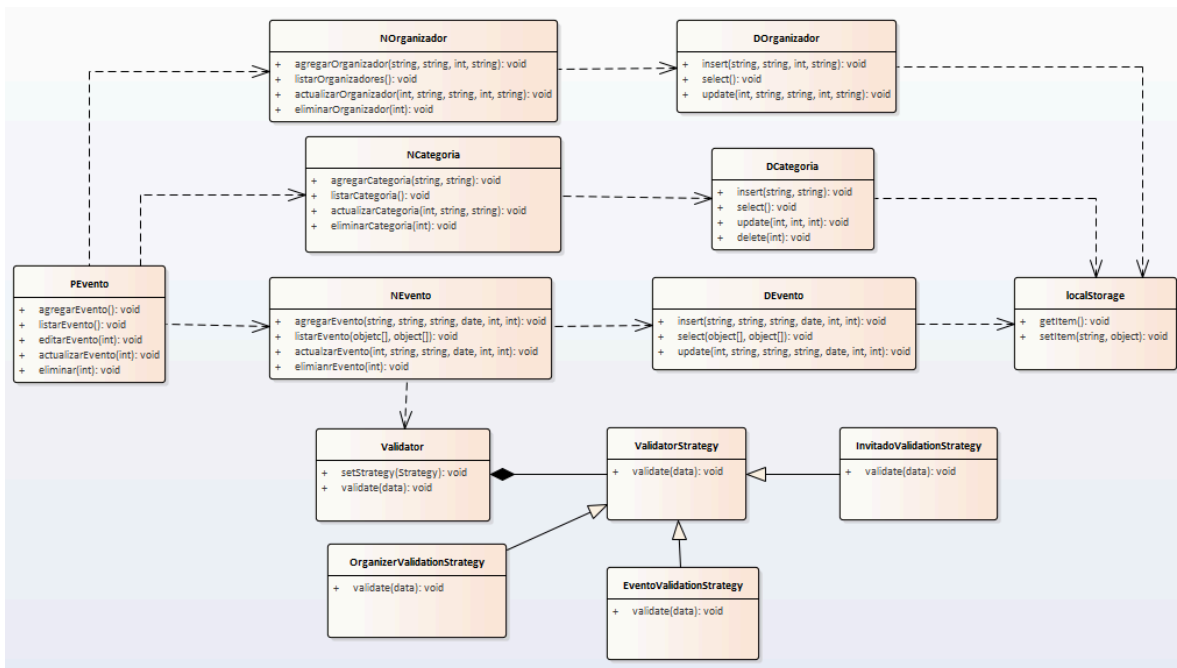 NOrganizador
+ agregarOrganizador(string, string, int, string): void
+ listarOrganizadores(): void
+ actualizarOrganizador(int, string, string, int, string): void
+ eliminarOrganizador(int): void
DOrganizador
+ insert(string, string, int, string): void
+ select(): void
+ update(int, string, string, int, string): void
NCategoria
+ agregarCategoria(string, string): void
+ listarCategoria(): void
+ actualizarCategoria(int, string, string): void
+ eliminarCategoria(int): void
DCategoria
+ insert(string, string): void
+ select(): void
+ update(int, int, int): void
+ delete(int): void
PEvento
+ agregarEvento(): void
+ listarEvento(): void
+ editarEvento(int): void
+ actualizarEvento(int): void
+ eliminar(int): void
NEvento
+ agregarEvento(string, string, string, date, int, int): void
+ listarEvento(objetc[], object[]): void
+ actualzarEvento(int, string, string, date, int, int): void
+ elimianrEvento(int): void
DEvento
+ insert(string, string, string, date, int, int): void
+ select(object[], object[]): void
+ update(int, string, string, string, date, int, int): void
localStorage
+ getItem(): void
+ setItem(string, object): void
Validator
+ setStrategy(Strategy): void
+ validate(data): void
ValidatorStrategy
+ validate(data): void
InvitadoValidationStrategy
+ validate(data): void
OrganizerValidationStrategy
+ validate(data): void
EventoValidationStrategy
+ validate(data): void